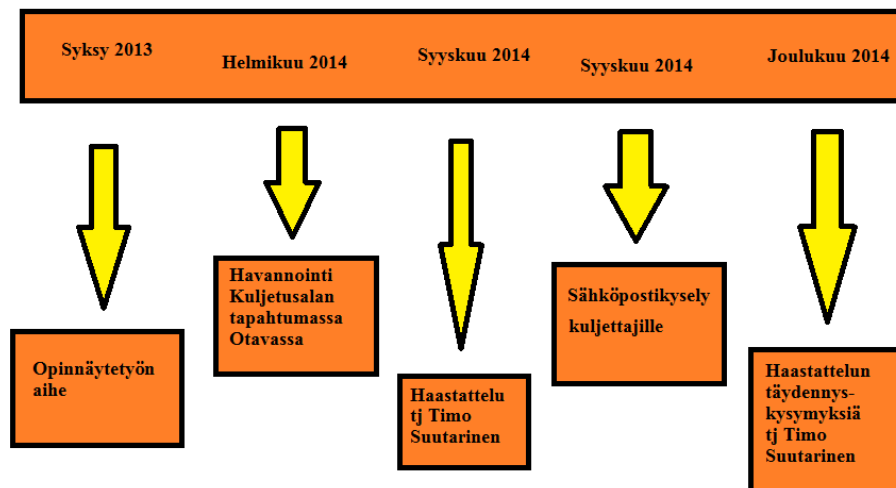 Syksy 2013
Helmikuu 2014
Syyskuu 2014
Syyskuu 2014
Joulukuu 2014
Opinnäytetyön
aihe
Havannointi
Kuljetusalan
tapahtumassa
Otavassa
Haastattelu
tj Timo
Suutarinen
Sähköpostikysely
kuljettajille
Haastattelun
täydennys-
kysymyksiä
tj Timo
Suutarinen